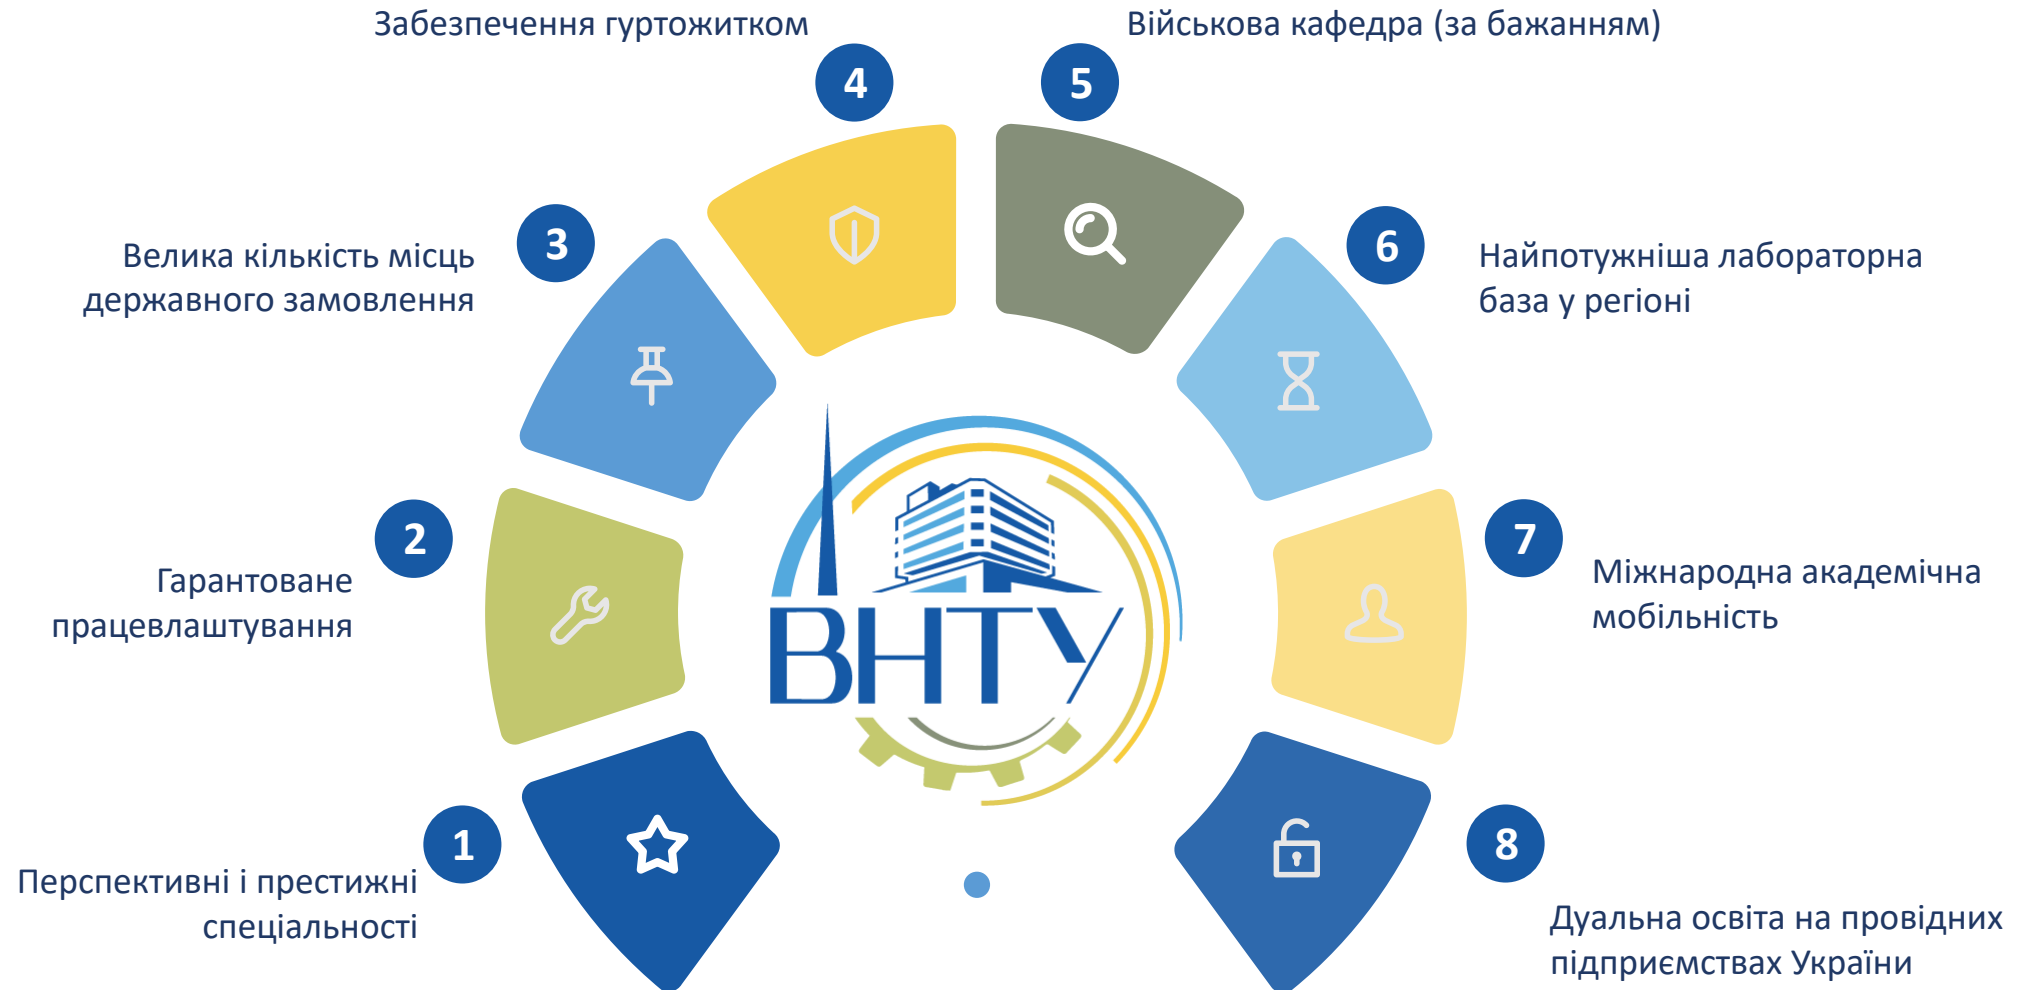 Забезпечення гуртожитком
4
Військова кафедра (за бажанням)
5
Велика кількість місць
державного замовлення
3
6
Найпотужніша лабораторна
база у регіоні
2
Гарантоване
працевлаштування
7
Міжнародна академічна
мобільність
ВНТУ
1
Перспективні і престижні
спеціальності
8
Дуальна освіта на провідних
підприємствах України